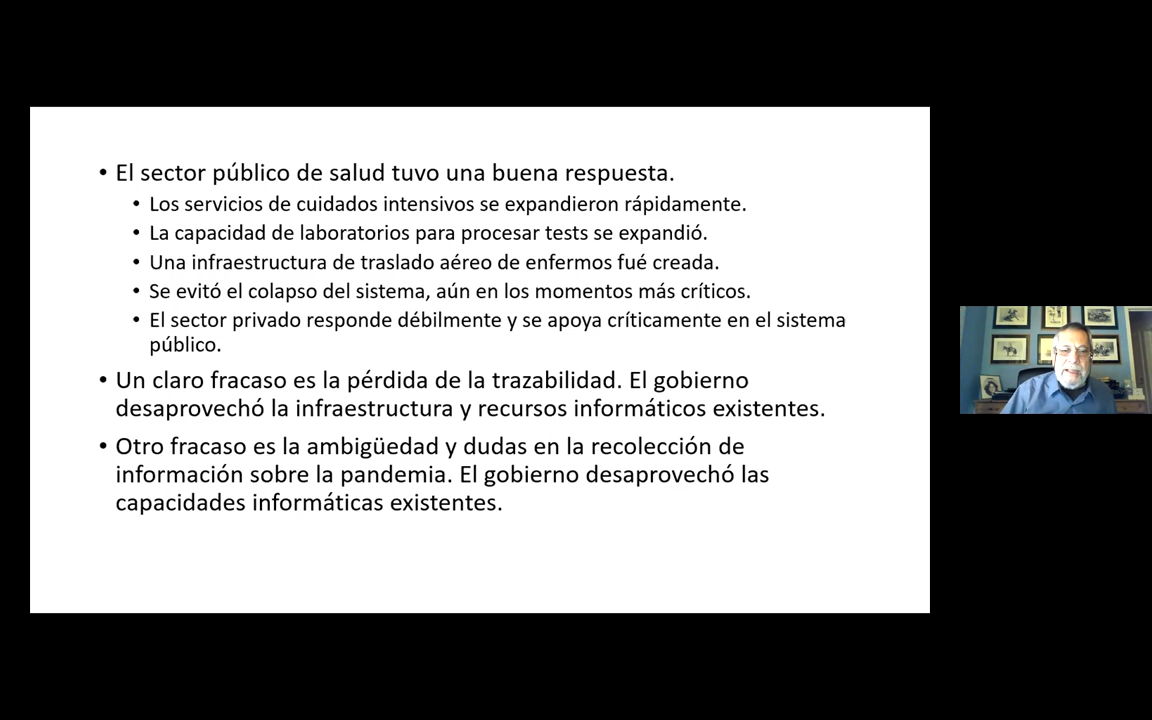 • El sector público de salud tuvo una buena respuesta.
• Los servicios de cuidados intensivos se expandieron rápidamente.
• La capacidad de laboratorios para procesar tests se expandió.
• Una infraestructura de traslado aéreo de enfermos fué creada.
• Se evitó el colapso del sistema, aún en los momentos más críticos.
• El sector privado responde débilmente y se apoya críticamente en el sistema
público.
• Un claro fracaso es la pérdida de la trazabilidad. El gobierno
desaprovechó la infraestructura y recursos informáticos existentes.
• Otro fracaso es la ambigüedad y dudas en la recolección de
información sobre la pandemia. El gobierno desaprovechó las
capacidades informáticas existentes.